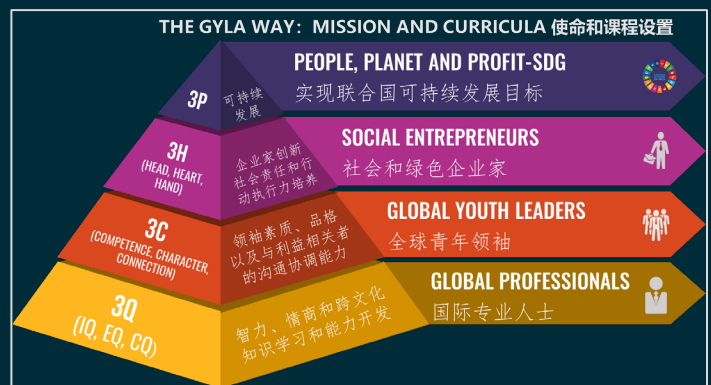 THE GYLA WAY: MISSION AND CURRICULA 使命和课程设置
3P
可持续
发展
PEOPLE, PLANET AND PROFIT-SDG
实现联合国可持续发展目标
3H
(HEAD, HEART,
HAND)
企业家创新
社会责任和行
动执行力培养
SOCIAL ENTREPRENEURS
社会和绿色企业家
3C
(COMPETENCE, CHARACTER,
CONNECTION)
领袖素质、品格
以及与利益相关者
的沟通协调能力
GLOBAL YOUTH LEADERS
全球青年领袖
3Q
(IQ, EQ, CQ)
智力、情商和跨文化
知识学习和能力开发
GLOBAL PROFESSIONALS
国际专业人士